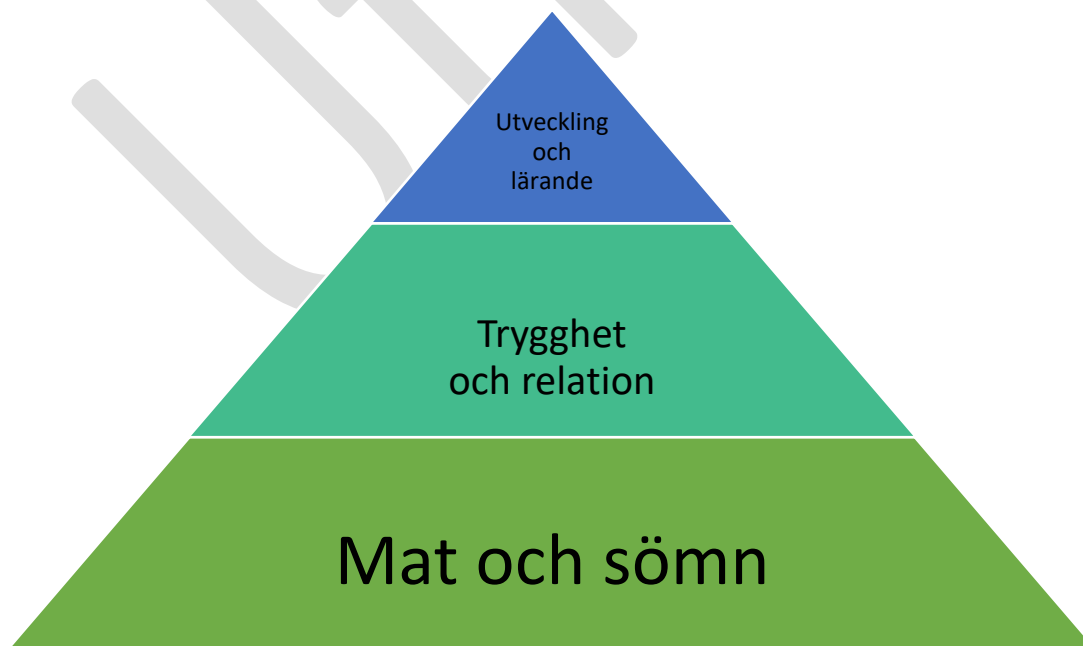 Utveckling
och
lärande
Trygghet
och relation
Mat och sömn